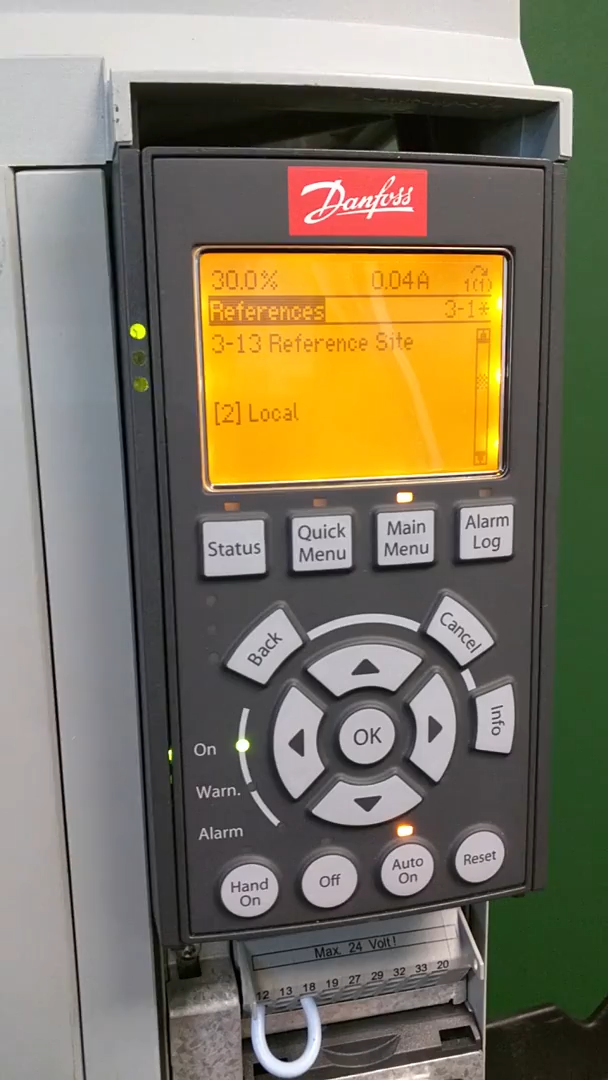 Danfoss
30.0% 0.04A 1(1)
References 3-1*
3-13 Reference Site
[2] Local
Status Quick Menu Main Menu Alarm Log
Back Cancel
Info
OK
On
Warn.
Alarm
Hand On Off Auto On Reset
Max. 24 Volt!
12 13 18 19 27 29 32 33 20